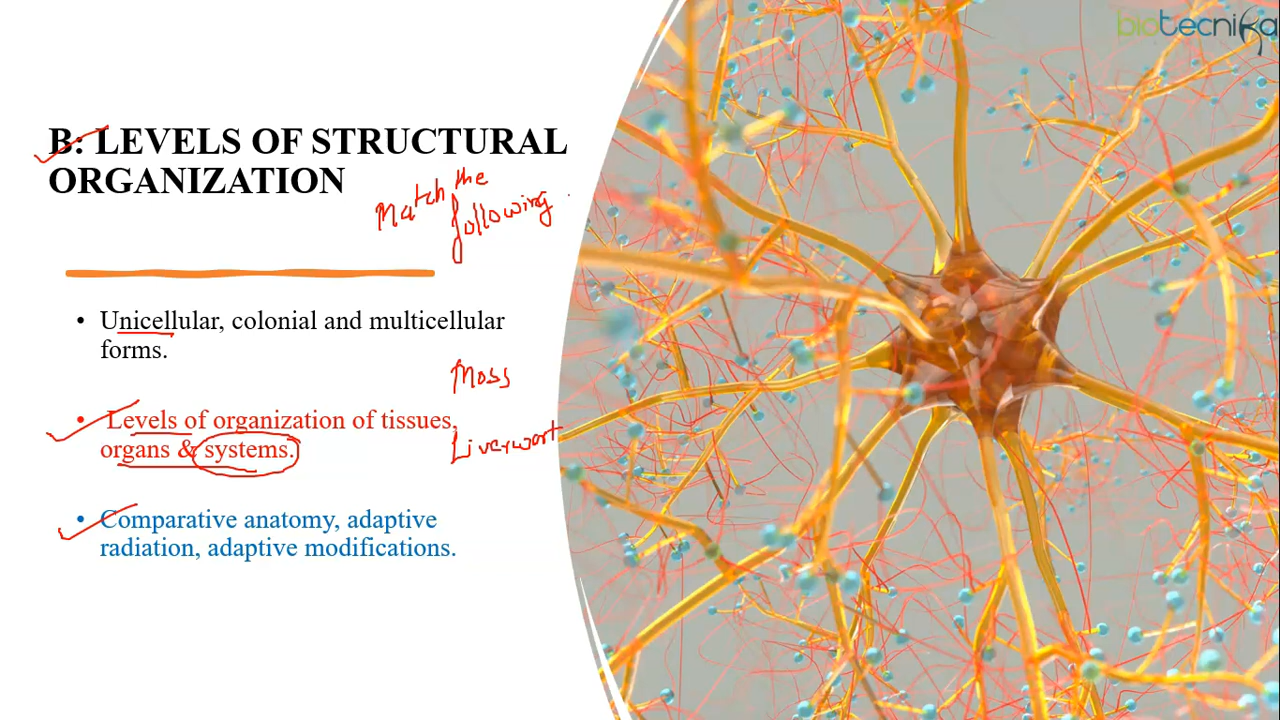 biotecnika
B: LEVELS OF STRUCTURAL
ORGANIZATION
Match the
following
• Unicellular, colonial and multicellular
forms.
Moss
• Levels of organization of tissues,
organs & systems.
Liverwort
• Comparative anatomy, adaptive
radiation, adaptive modifications.